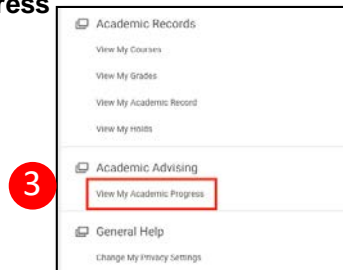 ress
Academic Records
View My Courses
View My Grades
View My Academic Record
View My Holds
3
Academic Advising
View My Academic Progress
General Help
Change My Privacy Settings